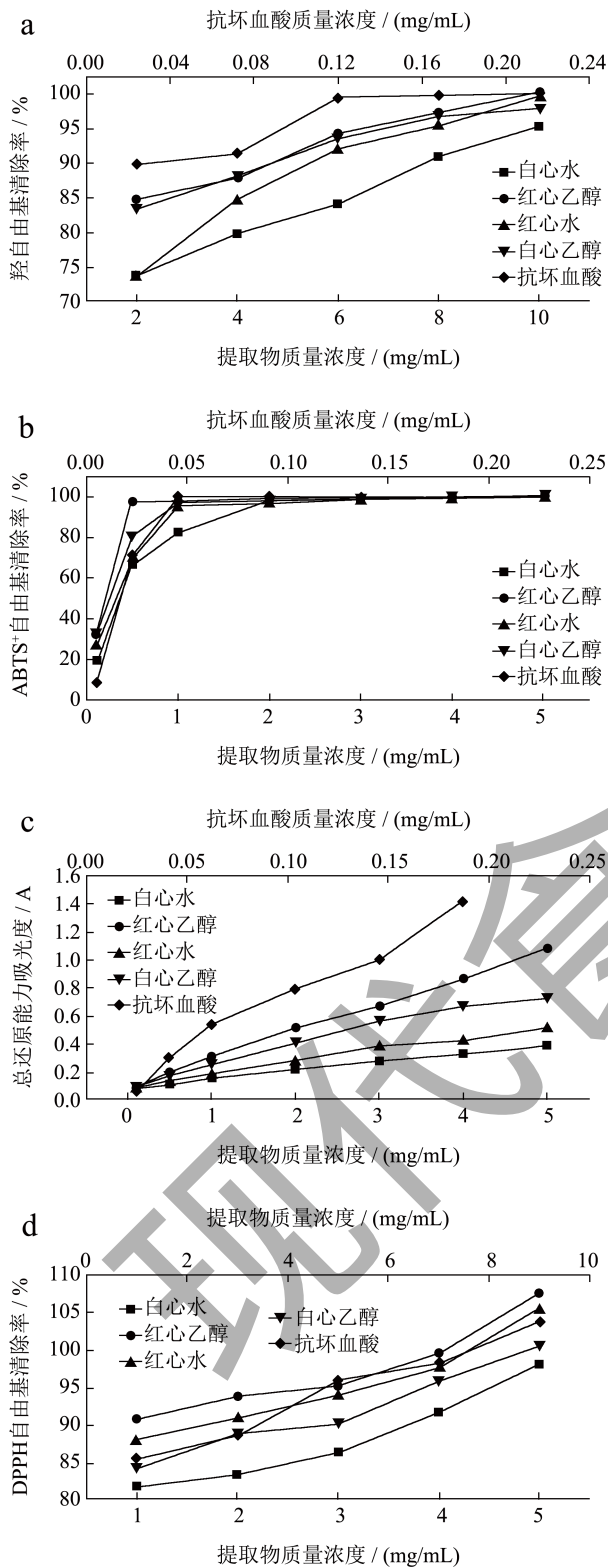 a
抗坏血酸质量浓度 / (mg/mL)
0.00 0.04 0.08 0.12 0.16 0.20 0.24
羟自由基清除率 / %
100
95
90
85
80
75
70
白心水
红心乙醇
红心水
白心乙醇
抗坏血酸
2 4 6 8 10
提取物质量浓度 / (mg/mL)
b
抗坏血酸质量浓度 / (mg/mL)
0.00 0.05 0.10 0.15 0.20 0.25
ABTS⁺自由基清除率 / %
100
80
60
40
20
0
白心水
红心乙醇
红心水
白心乙醇
抗坏血酸
0 1 2 3 4 5
提取物质量浓度 / (mg/mL)
c
抗坏血酸质量浓度 / (mg/mL)
0.00 0.05 0.10 0.15 0.20 0.25
总还原能力吸光度 / A
1.6
1.4
1.2
1.0
0.8
0.6
0.4
0.2
0.0
白心水
红心乙醇
红心水
白心乙醇
抗坏血酸
0 1 2 3 4 5
提取物质量浓度 / (mg/mL)
d
提取物质量浓度 / (mg/mL)
0 2 4 6 8 10
DPPH自由基清除率 / %
110
105
100
95
90
85
80
白心水
红心乙醇
红心水
白心乙醇
抗坏血酸
1 2 3 4 5
提取物质量浓度 / (mg/mL)
现代食